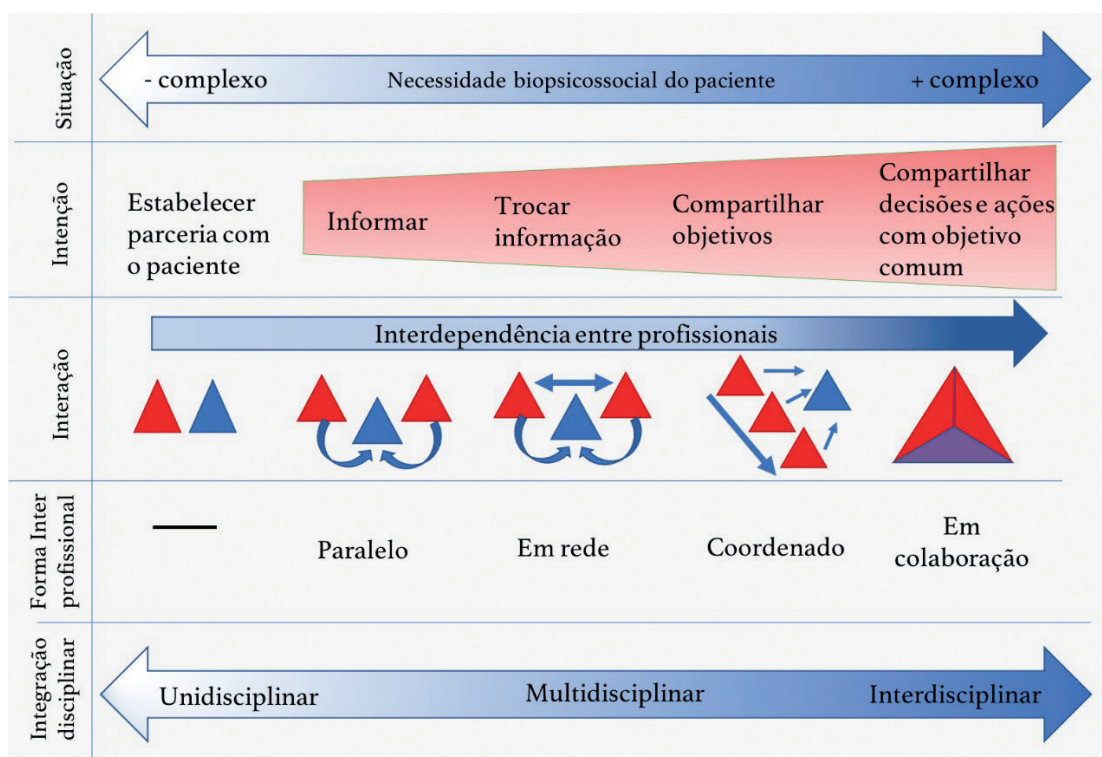 Situação
- complexo
Necessidade biopsicossocial do paciente
+ complexo
Intenção
Estabelecer
parceria com
o paciente
Informar
Trocar
informação
Compartilhar
objetivos
Compartilhar
decisões e ações
com objetivo
comum
Interação
Interdependência entre profissionais
Forma Inter
profissional
Paralelo
Em rede
Coordenado
Em
colaboração
Integração
disciplinar
Unidisciplinar
Multidisciplinar
Interdisciplinar